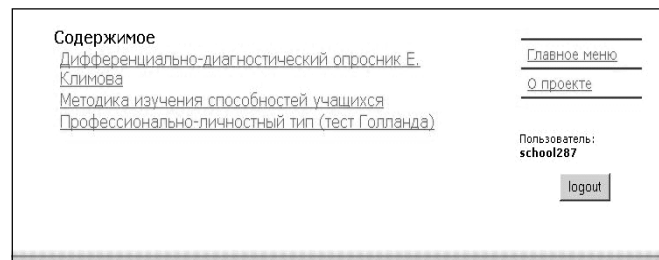 Содержимое
Дифференциально-диагностический опросник Е.
Климова
Методика изучения способностей учащихся
Профессионально-личностный тип (тест Голланда)
Главное меню
О проекте
Пользователь:
school287
logout